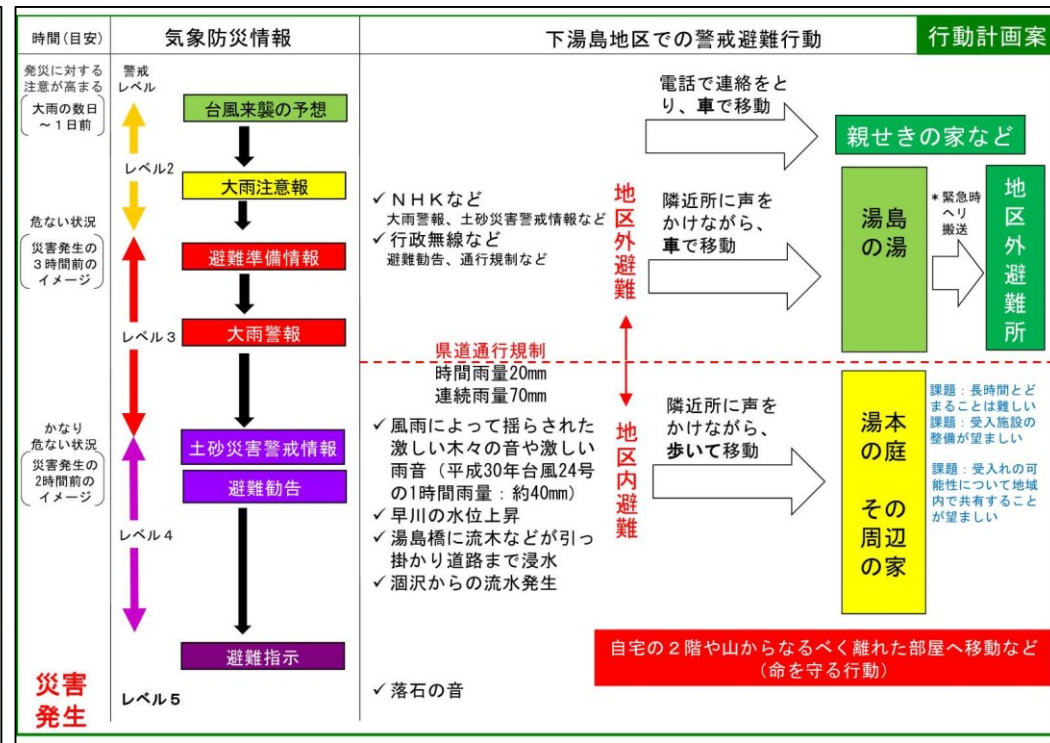 時間(目安)
気象防災情報
下湯島地区での警戒避難行動
行動計画案
発災に対する
注意が高まる
大雨の数日
～１日前
警戒
レベル
台風来襲の予想
レベル2
大雨注意報
危ない状況
災害発生の
３時間前の
イメージ
避難準備情報
レベル３
大雨警報
かなり
危ない状況
災害発生の
2時間前の
イメージ
土砂災害警戒情報
避難勧告
レベル４
避難指示
災害
発生
レベル５
✓ ＮＨＫなど
大雨警報、土砂災害警戒情報など
✓ 行政無線など
避難勧告、通行規制など
県道通行規制
時間雨量20mm
連続雨量70mm
✓ 風雨によって揺らされた
激しい木々の音や激しい
雨音（平成30年台風24号
の1時間雨量：約40mm）
✓ 早川の水位上昇
✓ 湯島橋に流木などが引っ
掛かり道路まで浸水
✓ 涸沢からの流水発生
✓ 落石の音
地区外避難
地区内避難
電話で連絡をと
り、車で移動
親せきの家など
隣近所に声を
かけながら、
車で移動
湯島
の湯
＊緊急時
ヘリ
搬送
地区外避難所
隣近所に声を
かけながら、
歩いて移動
湯本
の庭
その
周辺
の家
課題：長時間とど
まることは難しい
課題：受入施設の
整備が望ましい
課題：受入れの可
能性について地域
内で共有すること
が望ましい
自宅の２階や山からなるべく離れた部屋へ移動など
（命を守る行動）